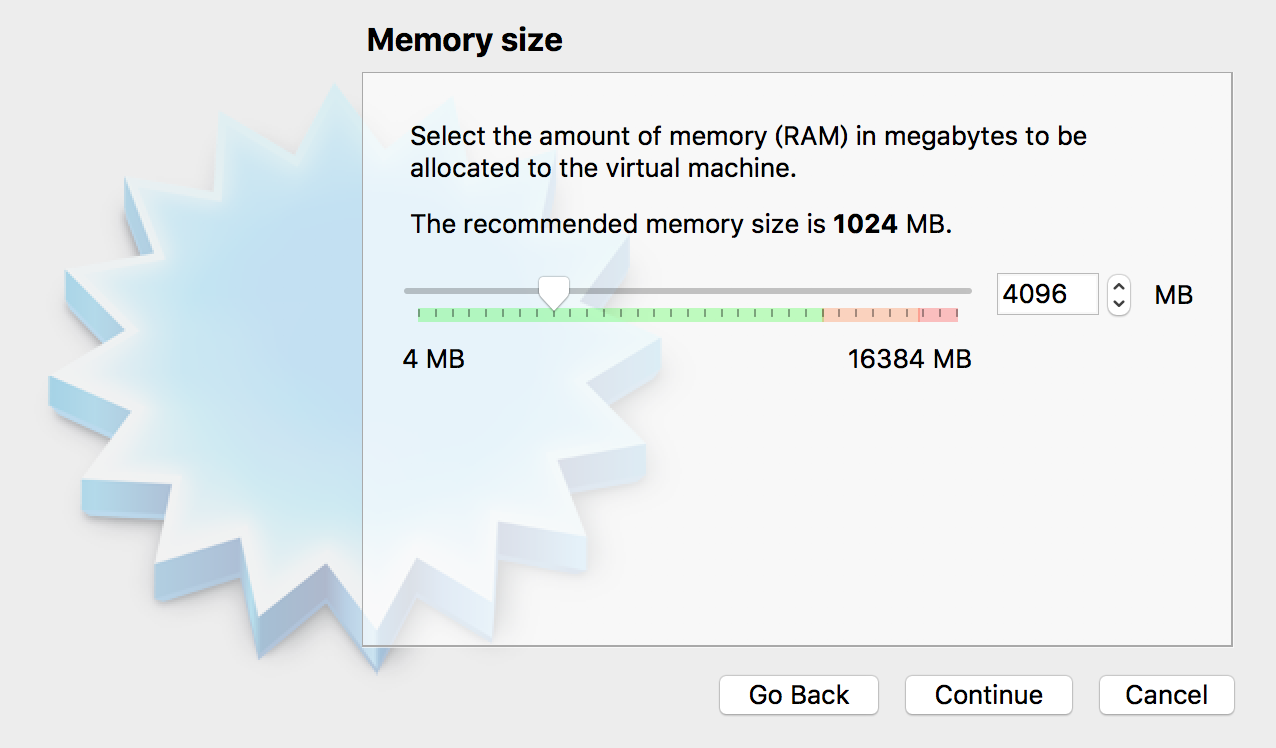 Memory size
Select the amount of memory (RAM) in megabytes to be
allocated to the virtual machine.
The recommended memory size is 1024 MB.
4096 MB
4 MB 16384 MB
Go Back Continue Cancel